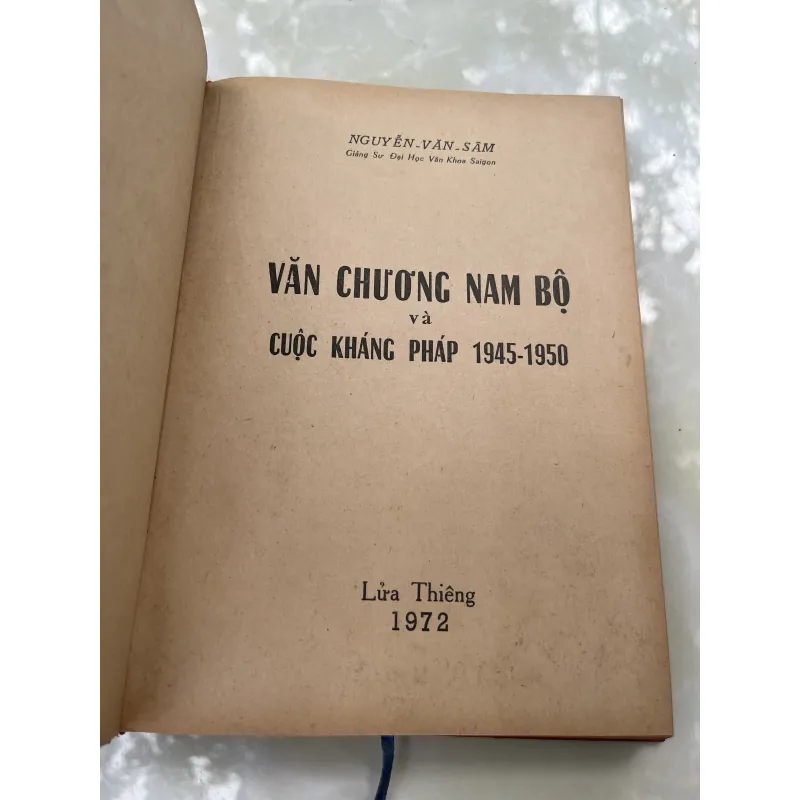 NGUYỄN-VĂN-SÂM
Giảng Sư Đại Học Văn Khoa Saigon
VĂN CHƯƠNG NAM BỘ
và
CUỘC KHÁNG PHÁP 1945-1950
Lửa Thiêng
1972